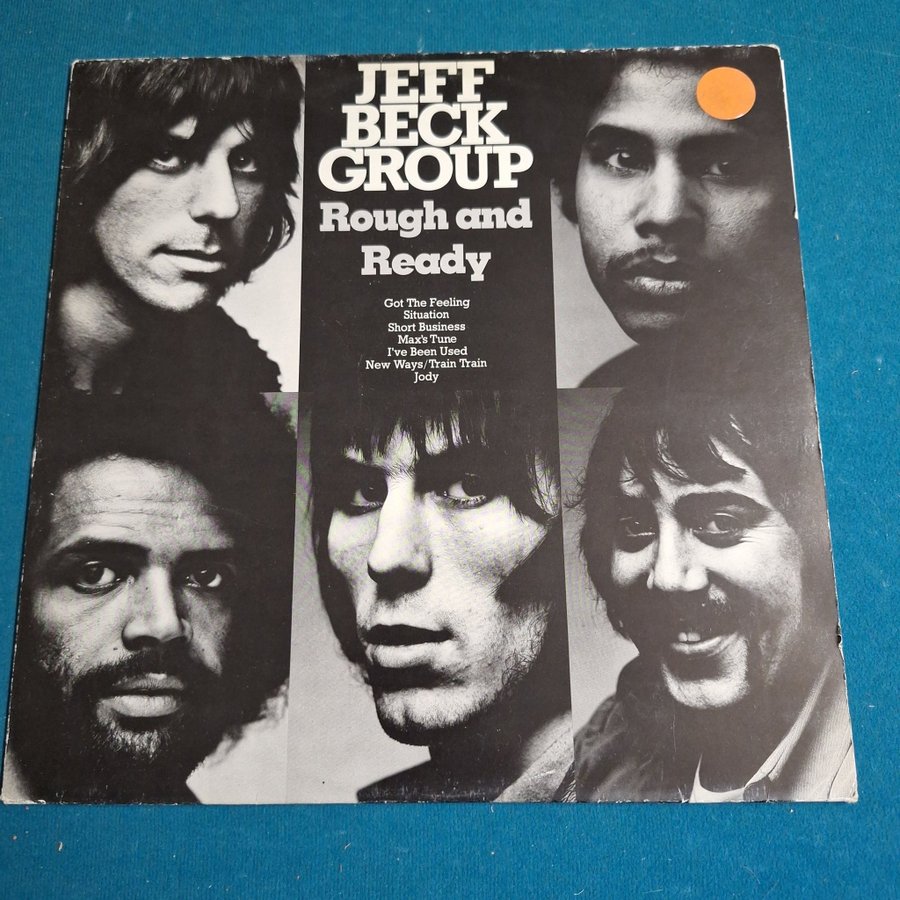 JEFF
BECK
GROUP
Rough and
Ready
Got The Feeling
Situation
Short Business
Max's Tune
I've Been Used
New Ways/Train Train
Jody